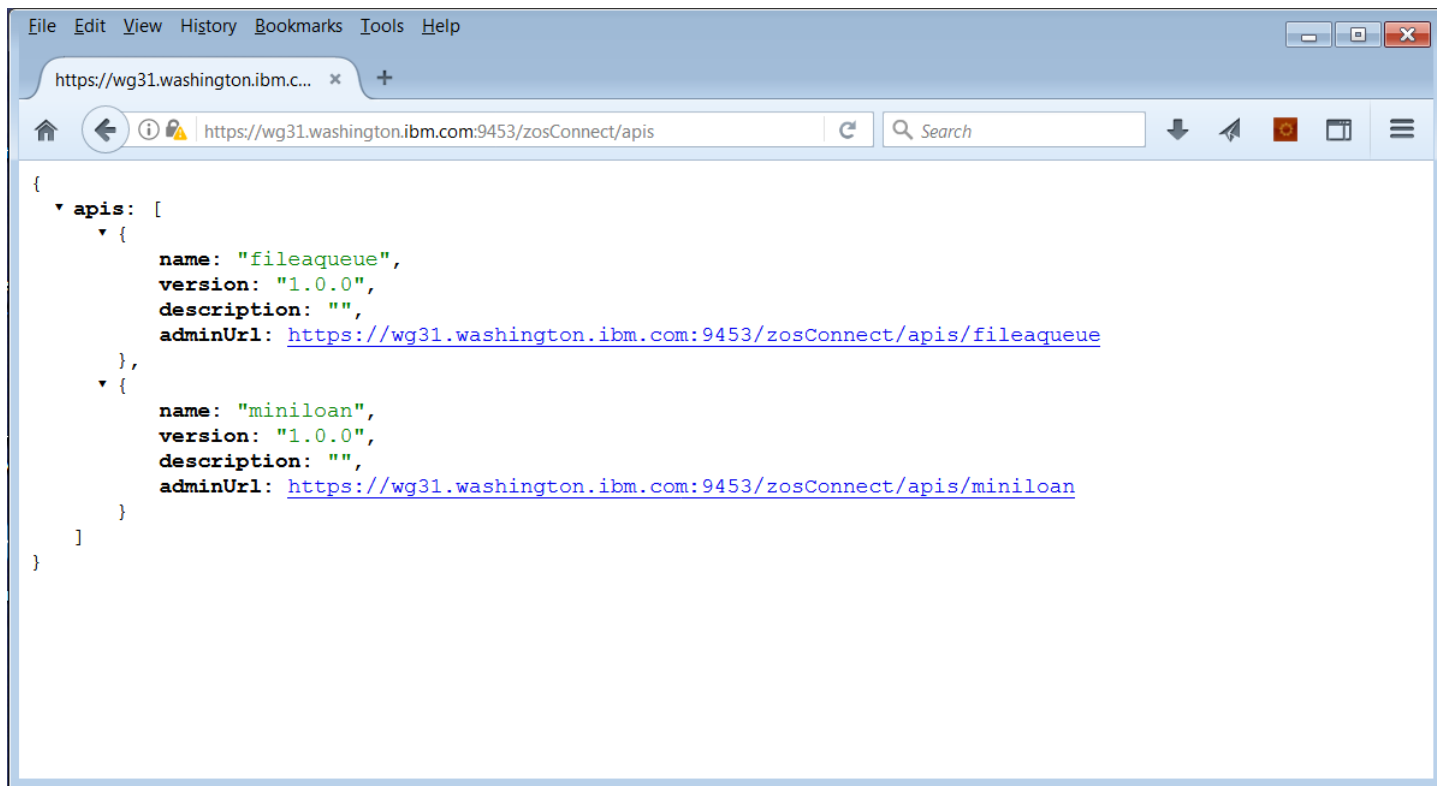 File Edit View History Bookmarks Tools Help
https://wg31.washington.ibm.c... × +
https://wg31.washington.ibm.com:9453/zosConnect/apis Search
{
apis: [
{
name: "fileaqueue",
version: "1.0.0",
description: "",
adminUrl: https://wg31.washington.ibm.com:9453/zosConnect/apis/fileaqueue
},
{
name: "miniloan",
version: "1.0.0",
description: "",
adminUrl: https://wg31.washington.ibm.com:9453/zosConnect/apis/miniloan
}
]
}